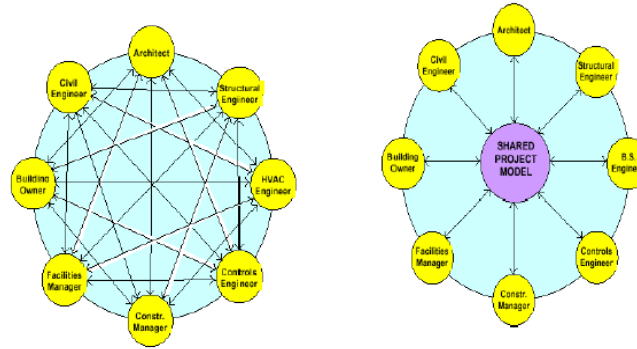 Architect
Civil
Engineer
Structural
Engineer
Building
Owner
HVAC
Engineer
Facilities
Manager
Controls
Engineer
Constr.
Manager
Architect
Civil
Engineer
Structural
Engineer
Building
Owner
SHARED
PROJECT
MODEL
B.S.
Engine
Facilities
Manager
Controls
Engineer
Constr.
Manager